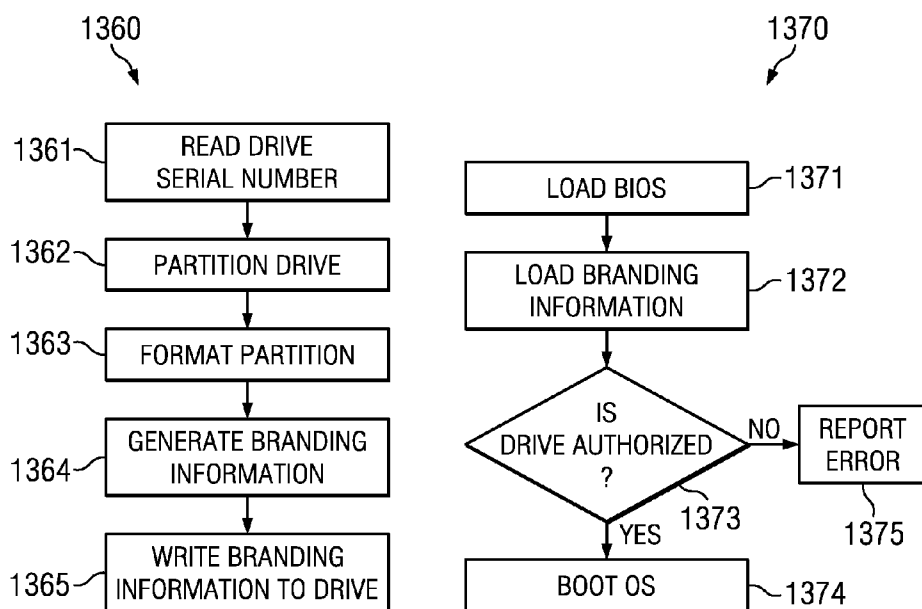 1360
1361
READ DRIVE
SERIAL NUMBER
1362
PARTITION DRIVE
1363
FORMAT PARTITION
1364
GENERATE BRANDING
INFORMATION
1365
WRITE BRANDING
INFORMATION TO DRIVE
1370
LOAD BIOS
1371
LOAD BRANDING
INFORMATION
1372
IS
DRIVE AUTHORIZED
?
1373
NO
REPORT
ERROR
1375
YES
BOOT OS
1374